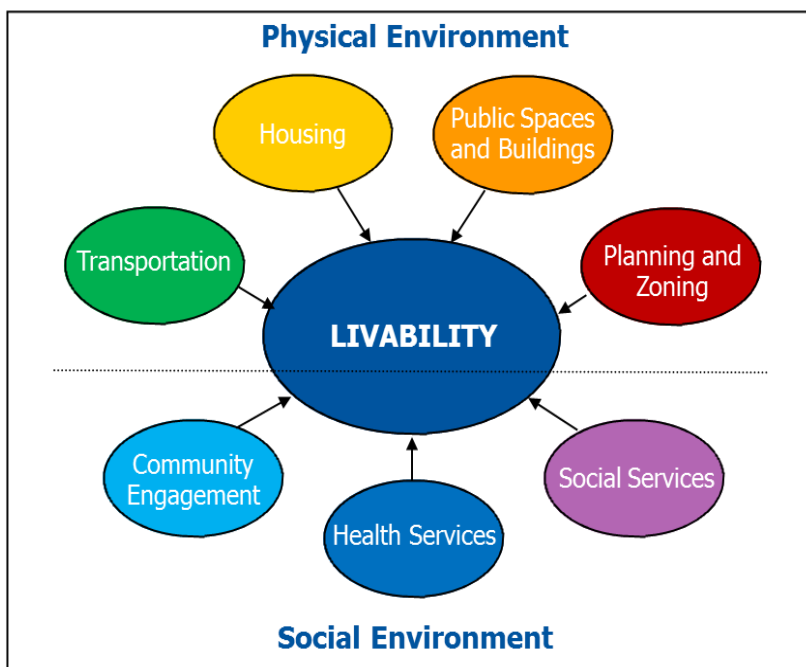 Physical Environment
Housing
Public Spaces
and Buildings
Transportation
Planning and
Zoning
LIVABILITY
Community
Engagement
Health Services
Social Services
Social Environment